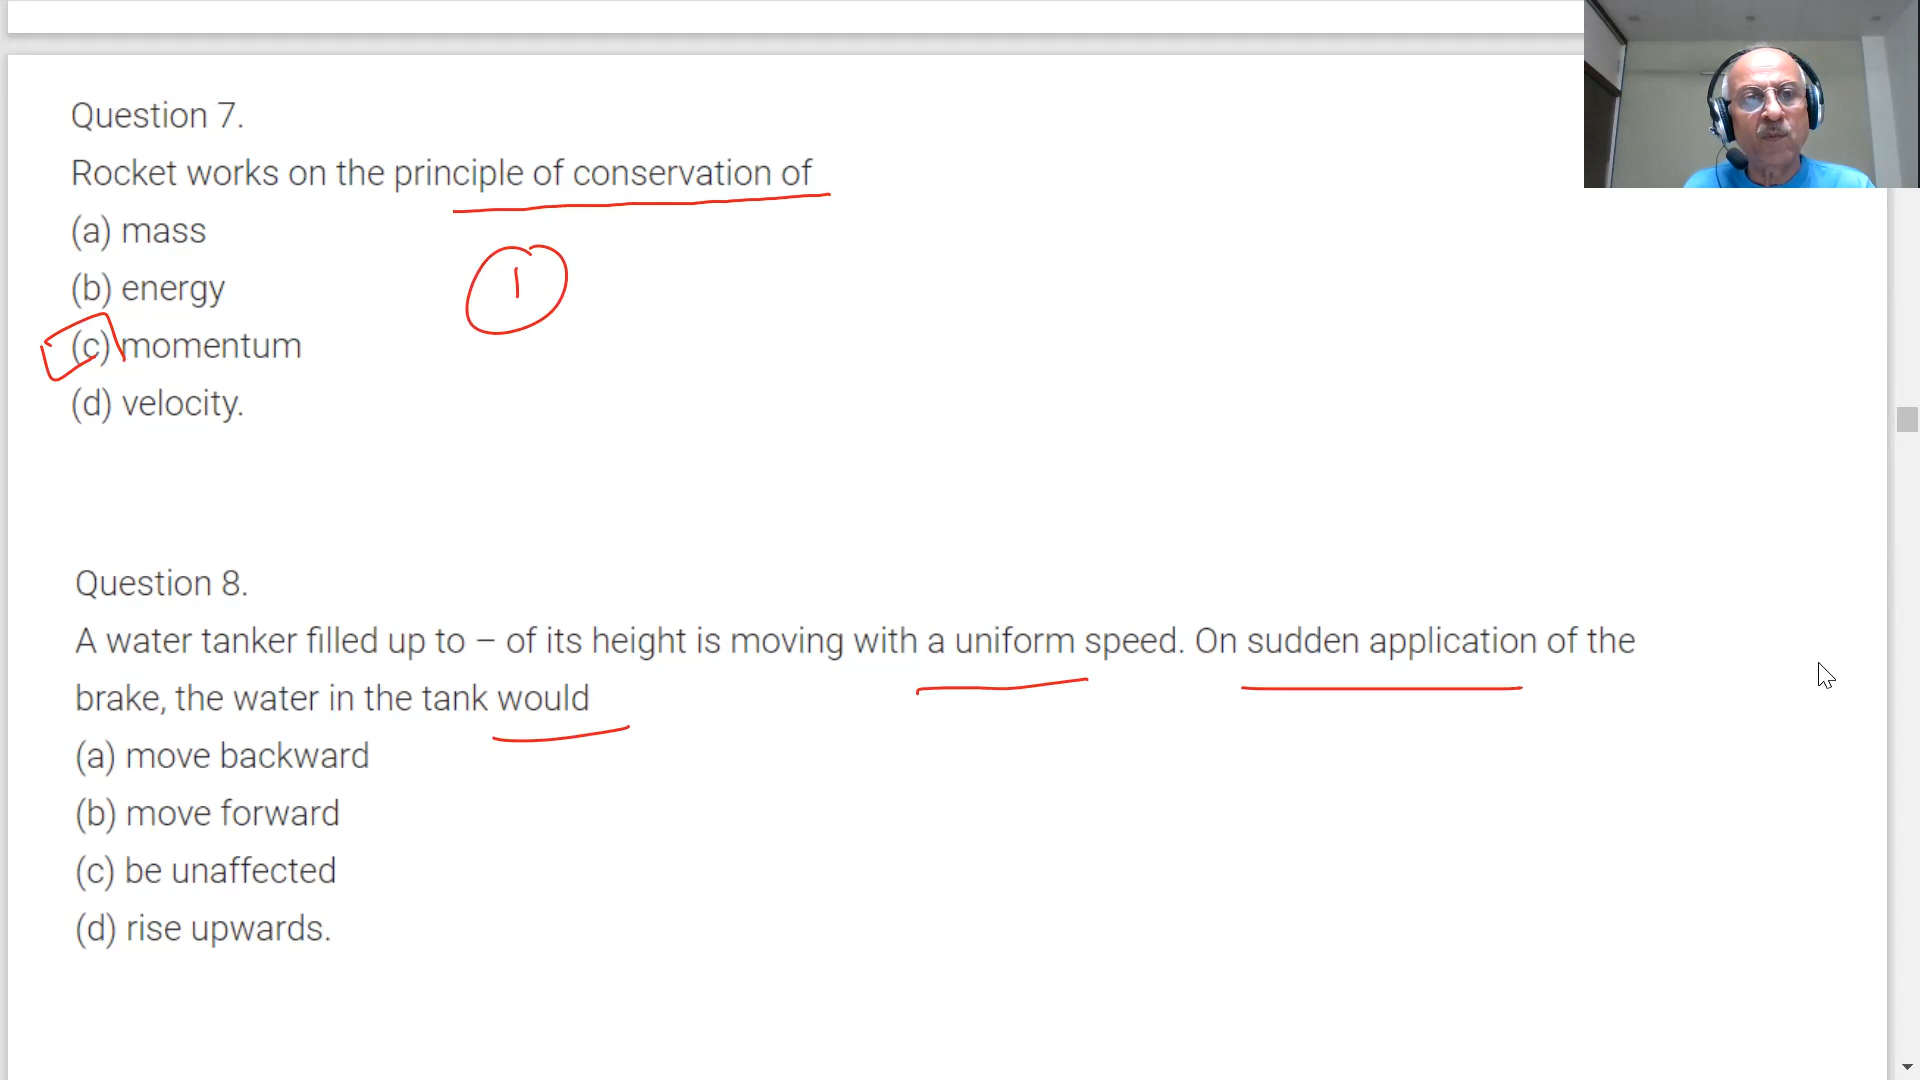 Question 7.
Rocket works on the principle of conservation of
(a) mass
1
(b) energy
(c) momentum
(d) velocity.
Question 8.
A water tanker filled up to – of its height is moving with a uniform speed. On sudden application of the
brake, the water in the tank would
(a) move backward
(b) move forward
(c) be unaffected
(d) rise upwards.